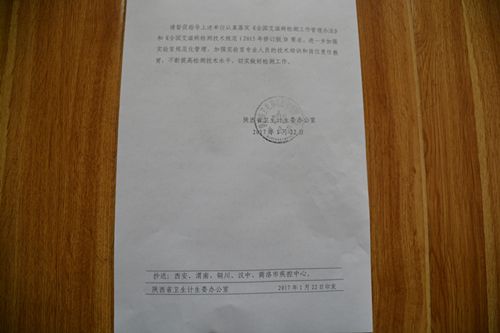 请督促指导上述单位认真落实《全国艾滋病检测工作管理办法》
和《全国艾滋病检测技术规范（2015年修订版）》要求，进一步加强
实验室规范化管理，加强实验室专业人员的技术培训和岗位责任教
育，不断提高检测技术水平，切实做好检测工作。
陕西省卫生计生委办公室
2017年1月22日
抄送：西安、渭南、铜川、汉中、商洛市疾控中心。
陕西省卫生计生委办公室 2017年1月22日印发